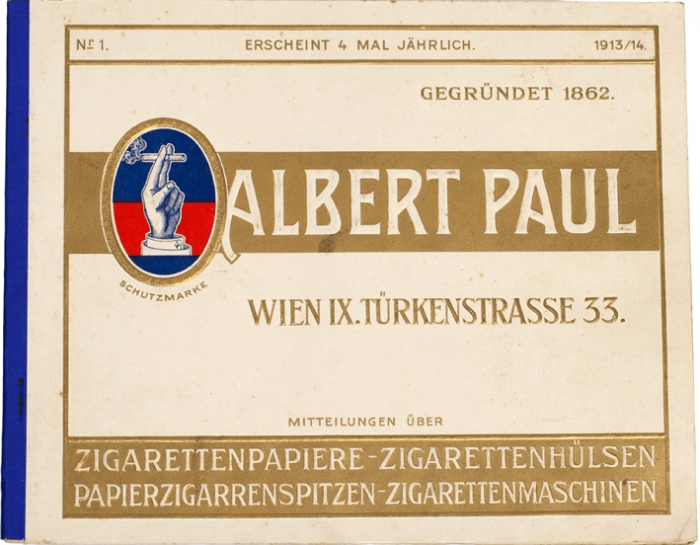 Nr. 1. ERSCHEINT 4 MAL JÄHRLICH. 1913/14.
GEGRÜNDET 1862.
ALBERT PAUL
SCHUTZMARKE
WIEN IX. TÜRKENSTRASSE 33.
MITTEILUNGEN ÜBER
ZIGARETTENPAPIERE-ZIGARETTENHÜLSEN
PAPIERZIGARRENSPITZEN-ZIGARETTENMASCHINEN